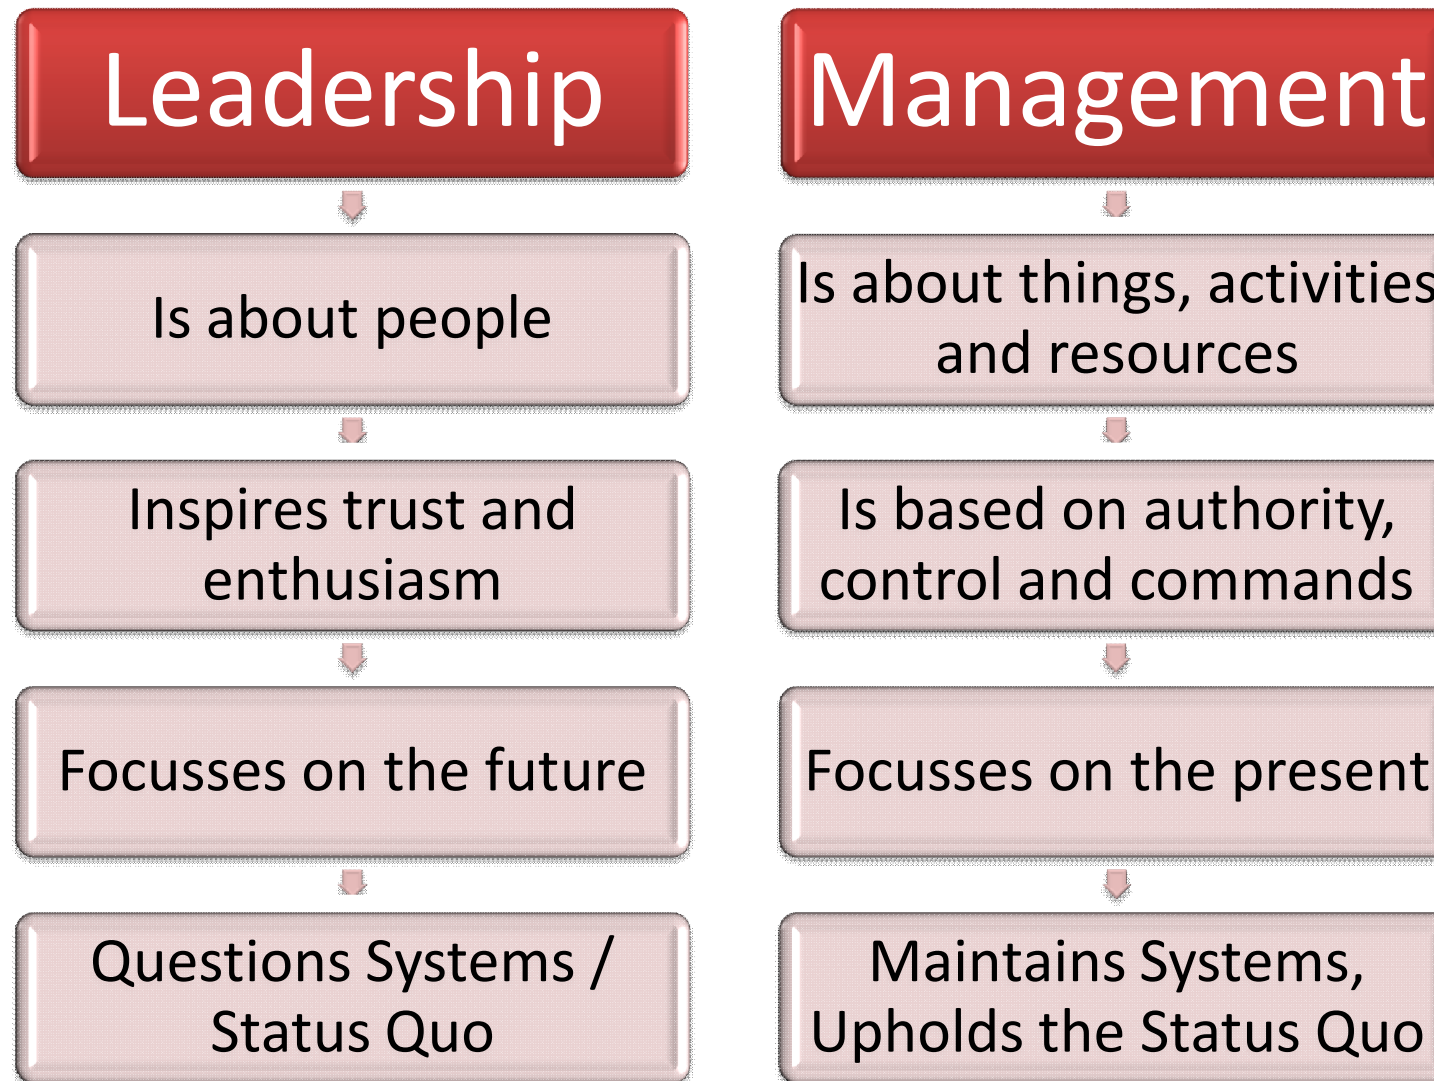 Leadership
Is about people
Inspires trust and
enthusiasm
Focusses on the future
Questions Systems /
Status Quo
Management
Is about things, activities
and resources
Is based on authority,
control and commands
Focusses on the present
Maintains Systems,
Upholds the Status Quo